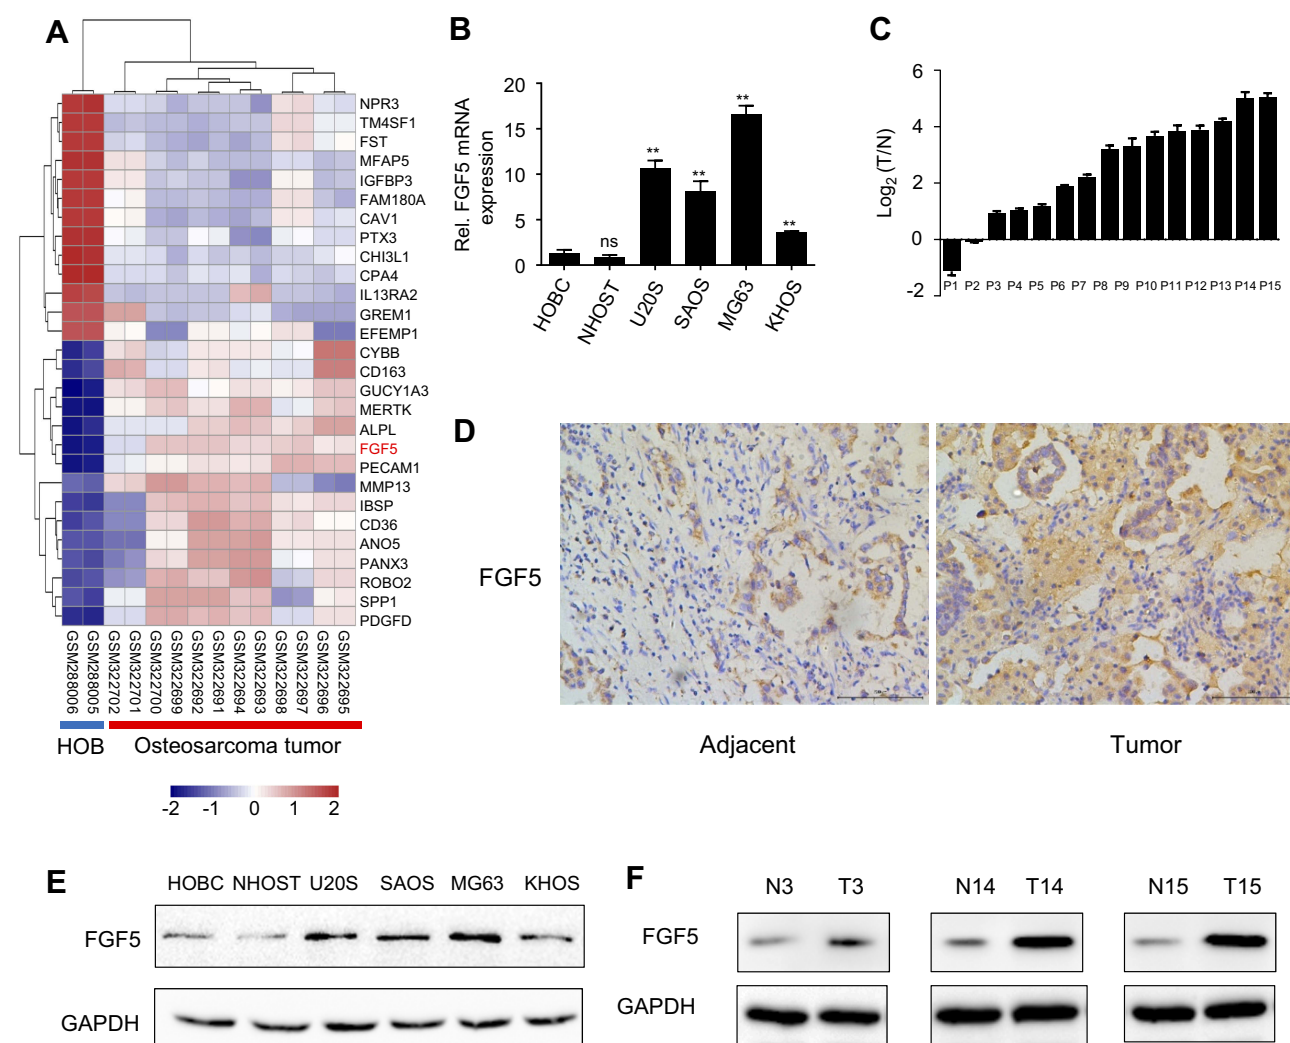 A
NPR3
TM4SF1
FST
MFAP5
IGFBP3
FAM180A
CAV1
PTX3
CHI3L1
CPA4
IL13RA2
GREM1
EFEMP1
CYBB
CD163
GUCY1A3
MERTK
ALPL
FGF5
PECAM1
MMP13
IBSP
CD36
ANO5
PANX3
ROBO2
SPP1
PDGFD
GSM288006
GSM288005
GSM322702
GSM322701
GSM322700
GSM322699
GSM322692
GSM322691
GSM322694
GSM322693
GSM322698
GSM322697
GSM322696
GSM322695
HOB
Osteosarcoma tumor
-2 -1 0 1 2
B
Rel. FGF5 mRNA
expression
20
15
10
5
0
ns
**
**
**
**
HOBC
NHOST
U20S
SAOS
MG63
KHOS
C
Log2 (T/N)
6
4
2
0
-2
P1 P2 P3 P4 P5 P6 P7 P8 P9 P10 P11 P12 P13 P14 P15
D
FGF5
Adjacent
Tumor
E
HOBC NHOST U20S SAOS MG63 KHOS
FGF5
GAPDH
F
N3 T3 N14 T14 N15 T15
FGF5
GAPDH